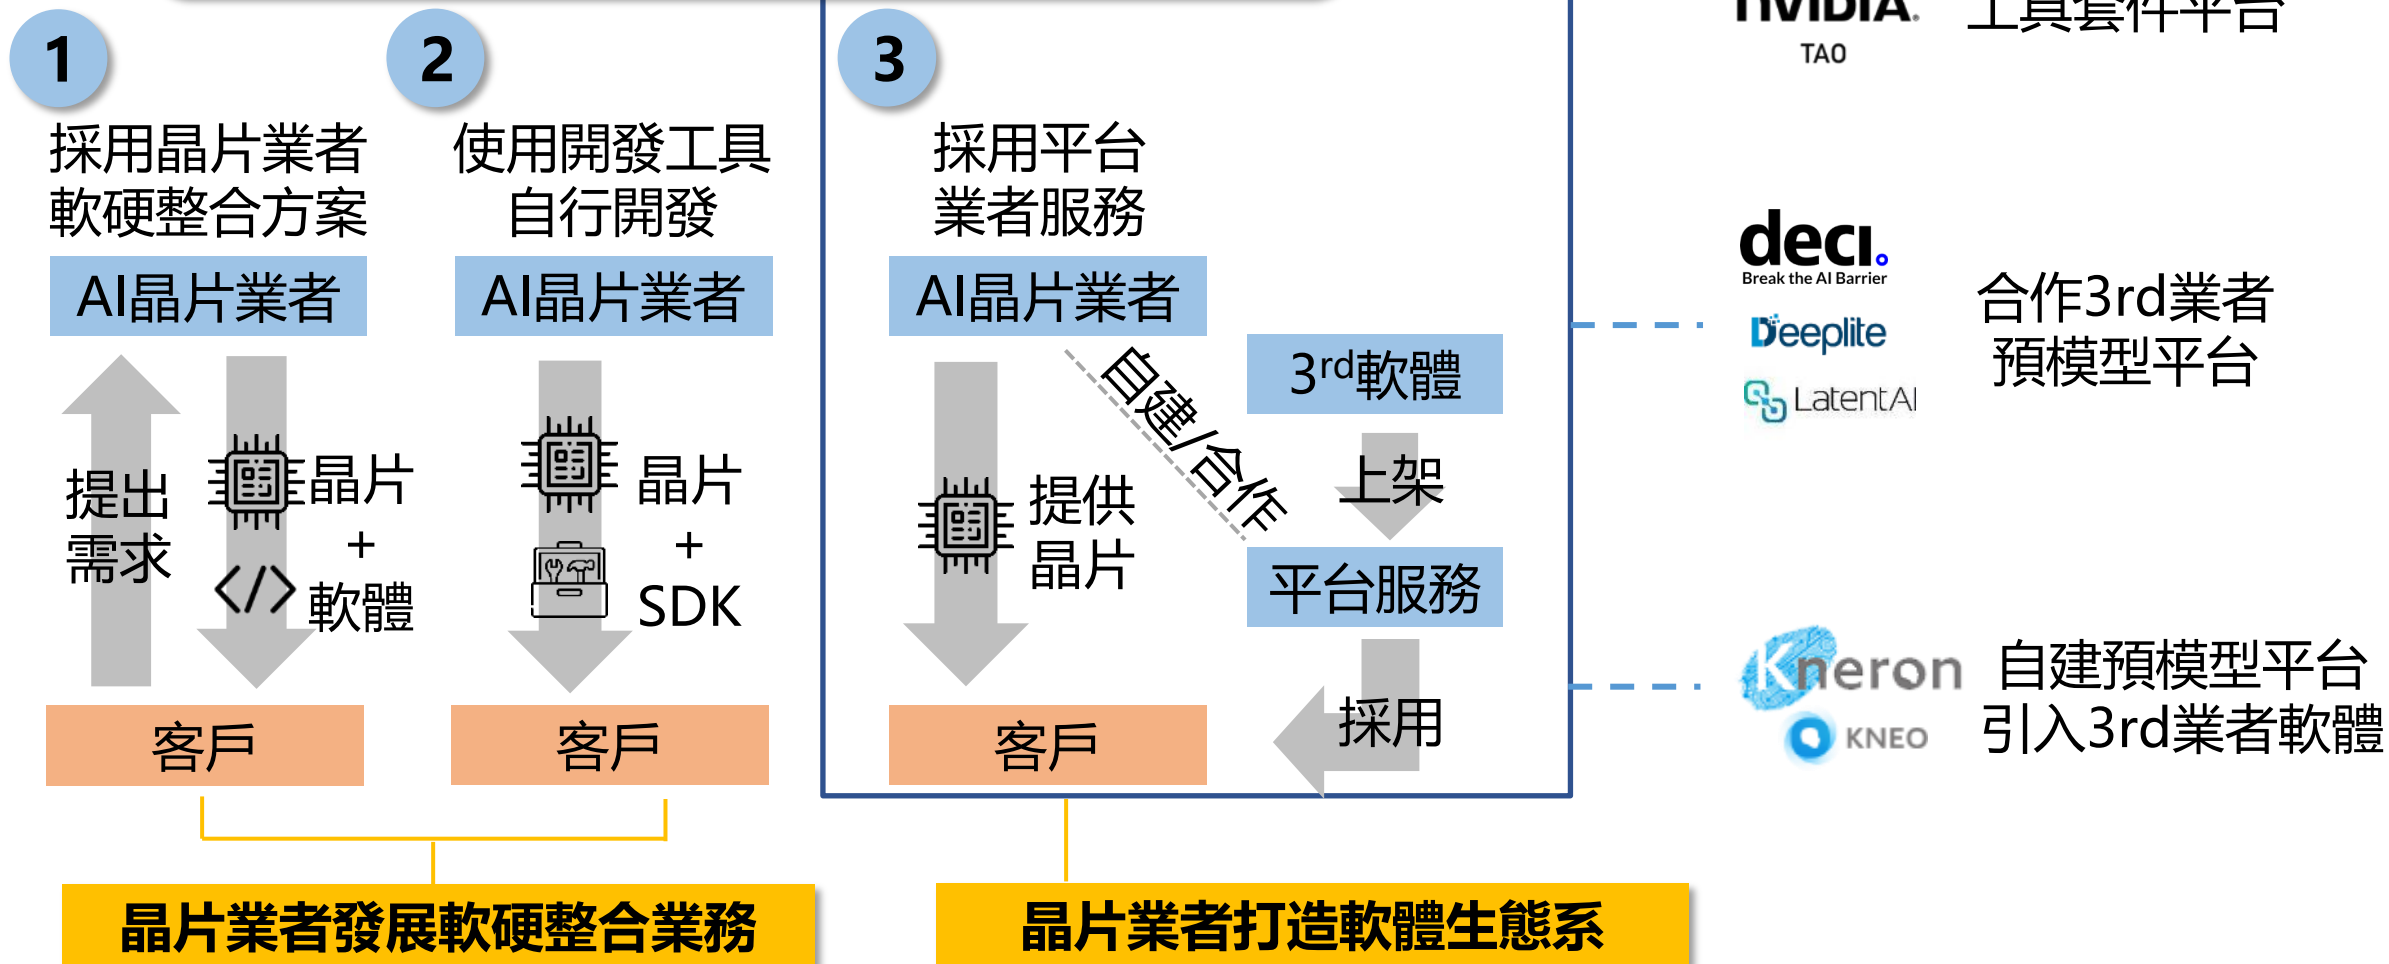 1
採用晶片業者
軟硬整合方案
AI晶片業者
提出
需求
晶片
+
軟體
客戶
2
使用開發工具
自行開發
AI晶片業者
晶片
+
SDK
客戶
晶片業者發展軟硬整合業務
3
採用平台
業者服務
AI晶片業者
提供
晶片
自建/合作
3rd軟體
上架
平台服務
採用
客戶
晶片業者打造軟體生態系
nVIDIA.
TAO
工具套件平台
deci.
Break the AI Barrier
Deeplite
LatentAI
合作3rd業者
預模型平台
Kneron
KNEO
自建預模型平台
引入3rd業者軟體